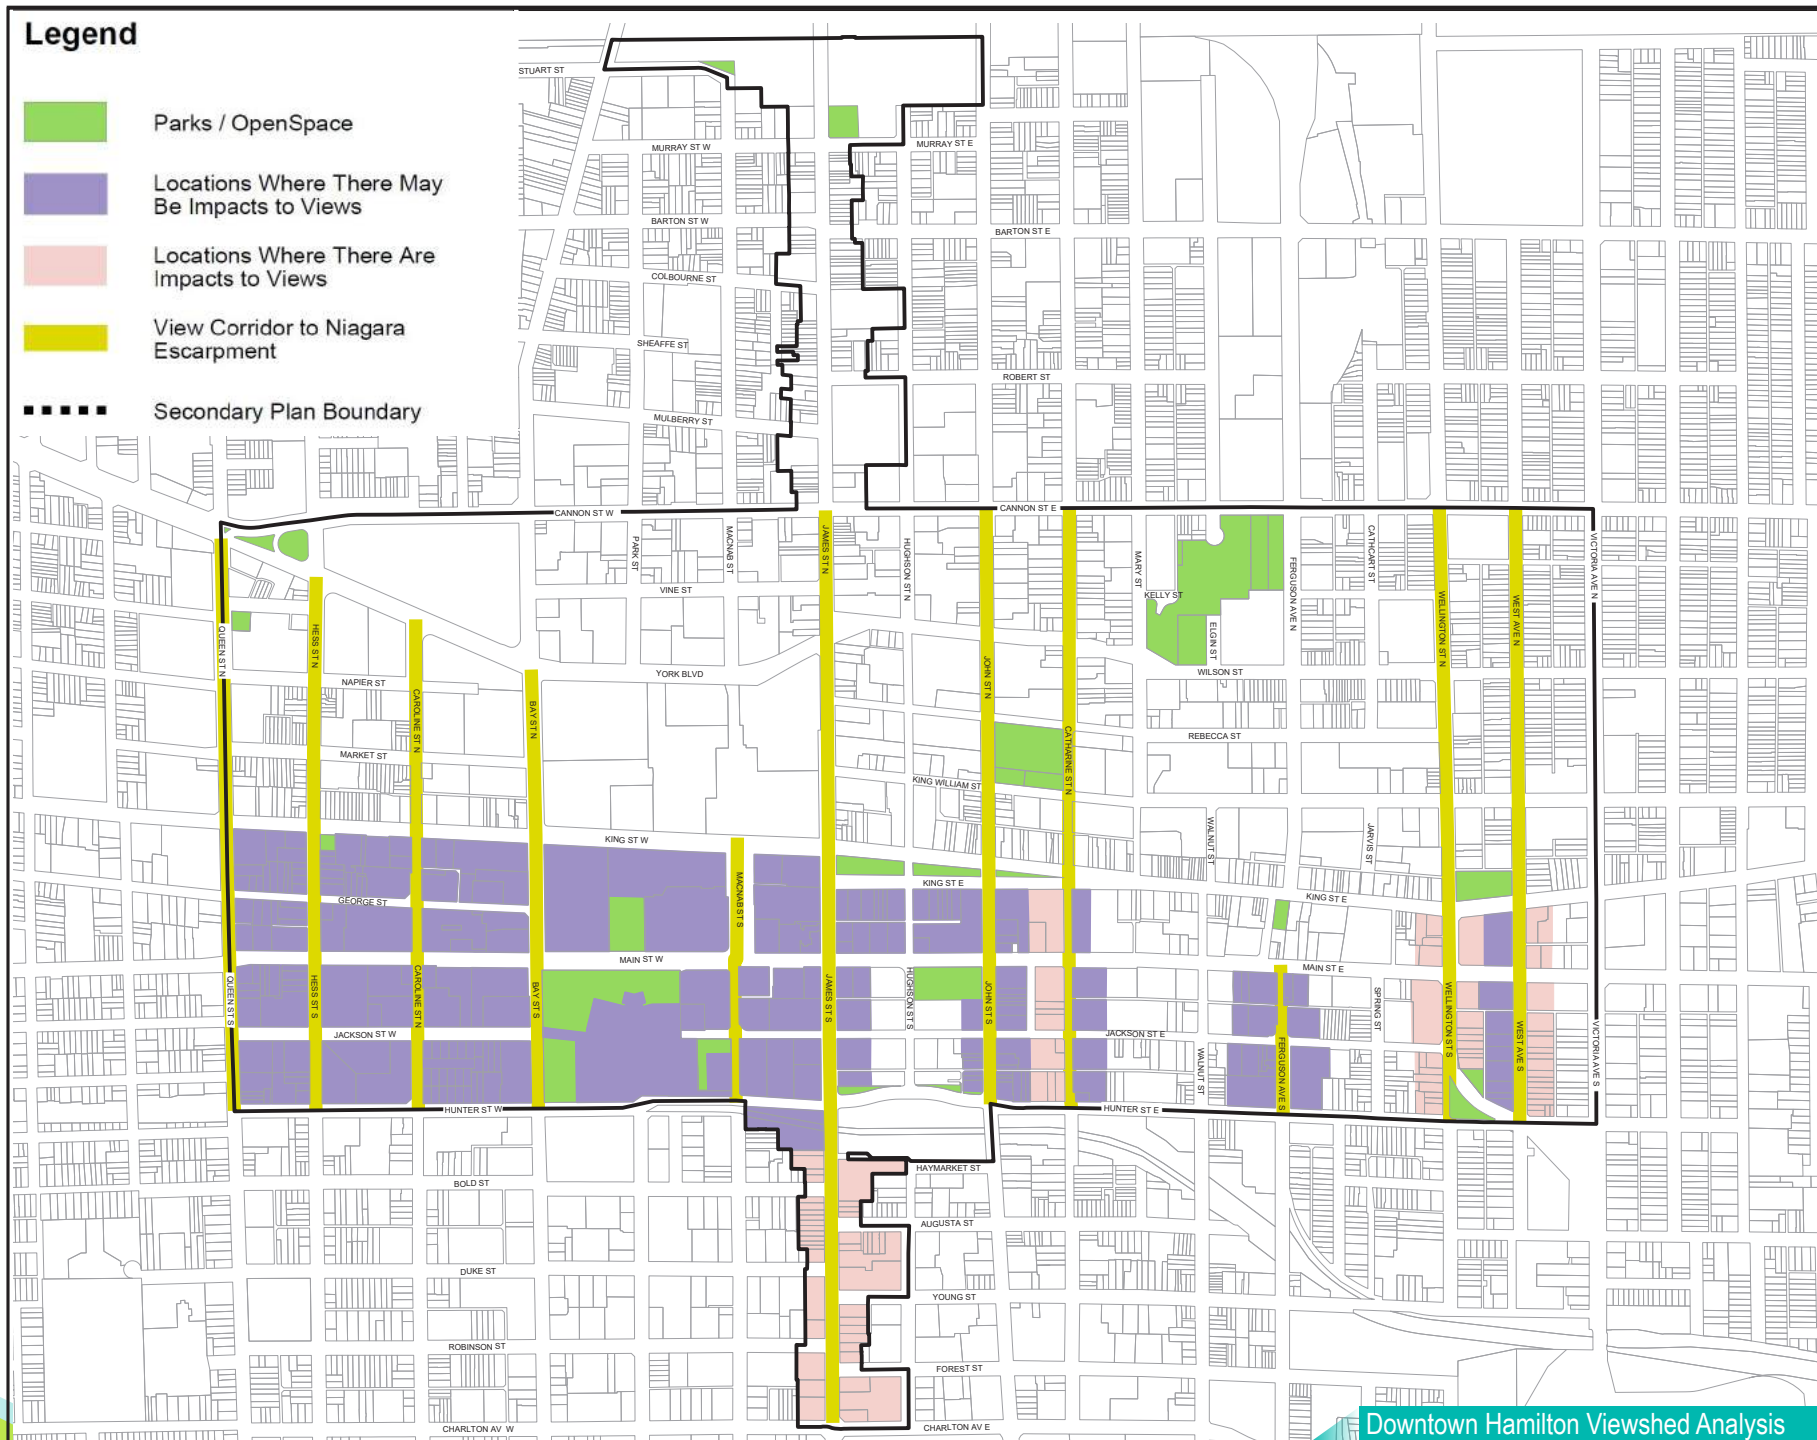 Legend
Parks / OpenSpace
Locations Where There May
Be Impacts to Views
Locations Where There Are
Impacts to Views
View Corridor to Niagara
Escarpment
Secondary Plan Boundary
STUART ST
MURRAY ST W
MURRAY ST E
BARTON ST W
BARTON ST E
COLBOURNE ST
SHEAFFE ST
ROBERT ST
MULBERRY ST
CANNON ST W
CANNON ST E
PARK ST
MACNAB ST
JAMES ST N
HUGHSON ST N
MARY ST
FERGUSON AVE N
CATHCART ST
VICTORIA AVE N
VINE ST
KELLY ST
ELGIN ST
WELLINGTON ST N
WEST AVE N
QUEEN ST N
HESS ST N
JOHN ST N
WILSON ST
YORK BLVD
NAPIER ST
CAROLINE ST N
BAY ST N
CATHARINE ST N
REBECCA ST
MARKET ST
KING WILLIAM ST
WALNUT ST
JARVIS ST
KING ST W
KING ST E
KING ST E
GEORGE ST
MACNAB ST S
MAIN ST W
MAIN ST E
QUEEN ST S
HESS ST S
CAROLINE ST N
BAY ST S
JAMES ST S
HUGHSON ST S
JOHN ST S
SPRING ST
WELLINGTON ST S
WEST AVE S
VICTORIA AVE S
JACKSON ST W
JACKSON ST E
WALNUT ST
FERGUSON AVE S
HUNTER ST W
HUNTER ST E
HAYMARKET ST
BOLD ST
AUGUSTA ST
DUKE ST
YOUNG ST
ROBINSON ST
FOREST ST
CHARLTON AV W
CHARLTON AV E
Downtown Hamilton Viewshed Analysis